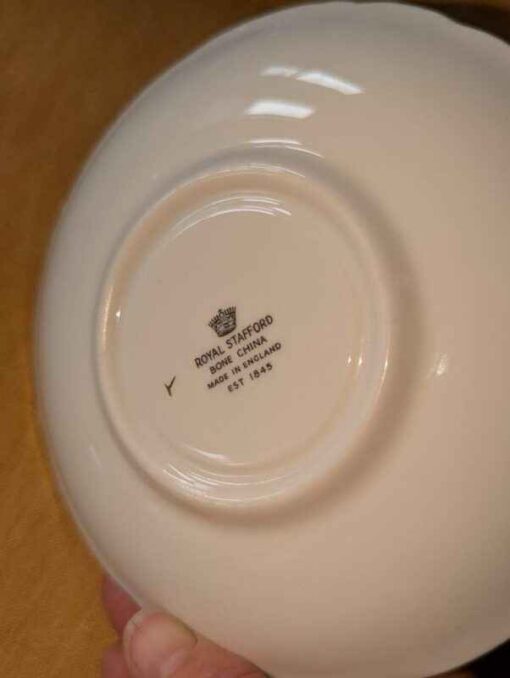 ROYAL STAFFORD
BONE CHINA
MADE IN ENGLAND
EST 1845
Y